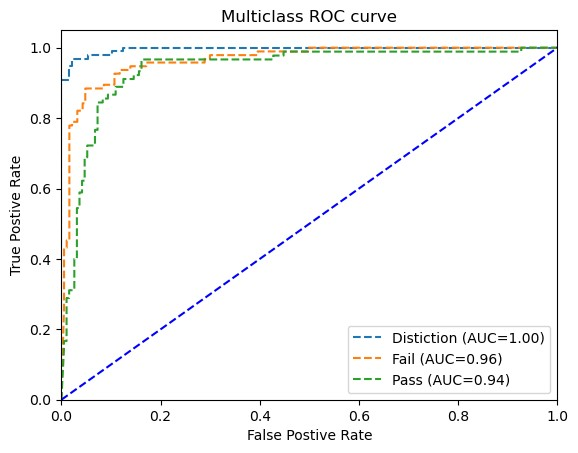 Multiclass ROC curve
True Postive Rate
1.0
0.8
0.6
0.4
0.2
0.0
Distiction (AUC=1.00)
Fail (AUC=0.96)
Pass (AUC=0.94)
0.0 0.2 0.4 0.6 0.8 1.0
False Postive Rate